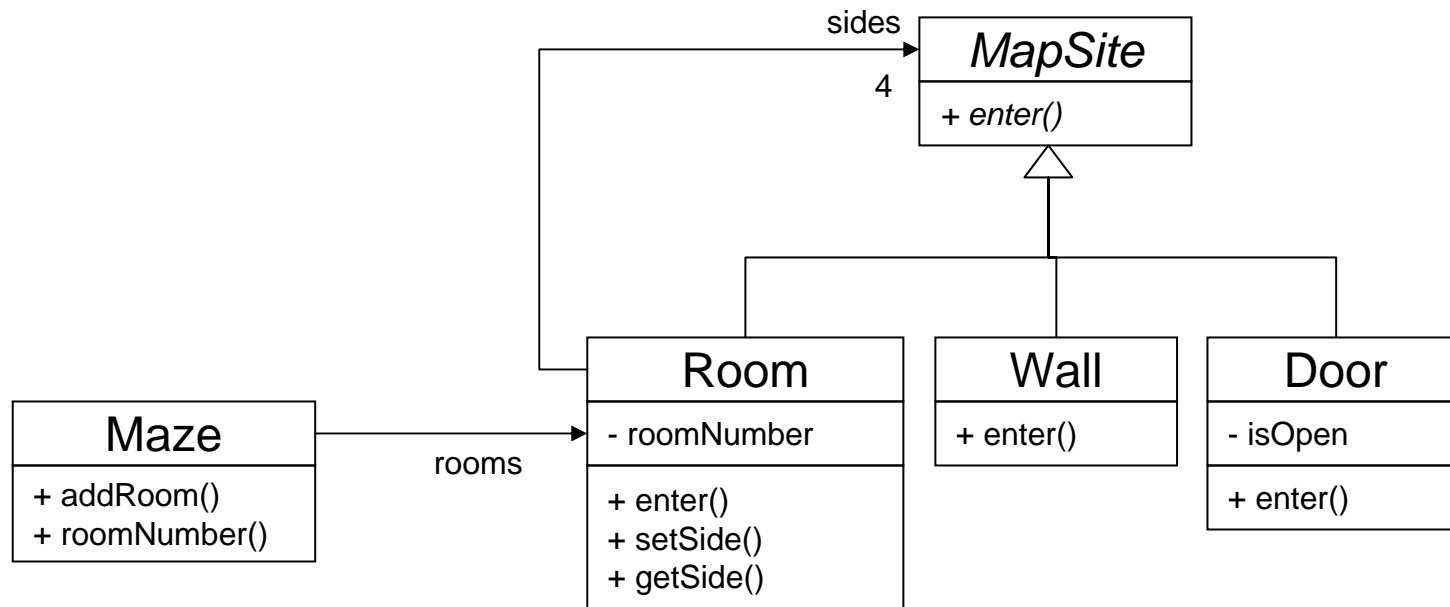 sides
4
MapSite
+ enter()
Room
- roomNumber
+ enter()
+ setSide()
+ getSide()
Wall
+ enter()
Door
- isOpen
+ enter()
Maze
+ addRoom()
+ roomNumber()
rooms